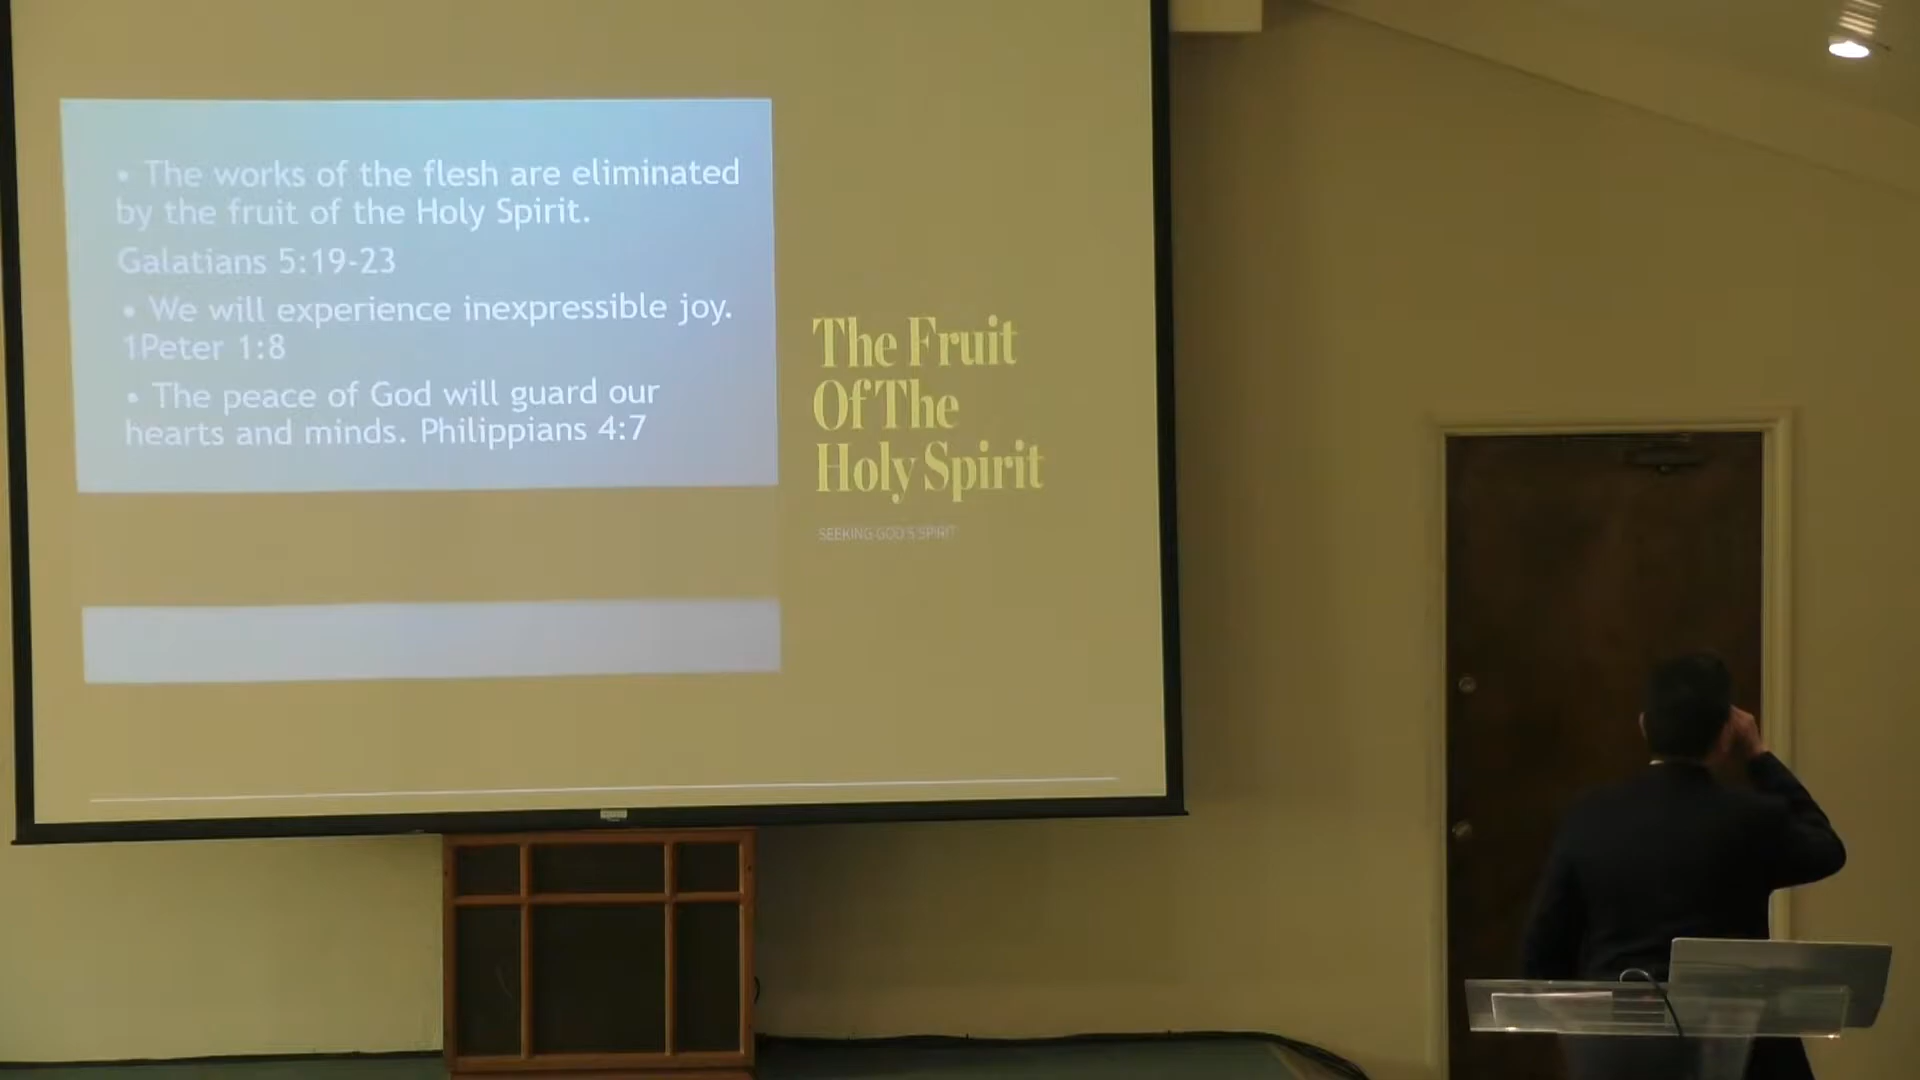 • The works of the flesh are eliminated
by the fruit of the Holy Spirit.
Galatians 5:19-23
• We will experience inexpressible joy.
1Peter 1:8
• The peace of God will guard our
hearts and minds. Philippians 4:7
The Fruit
Of The
Holy Spirit
SEEKING GOD'S SPIRIT